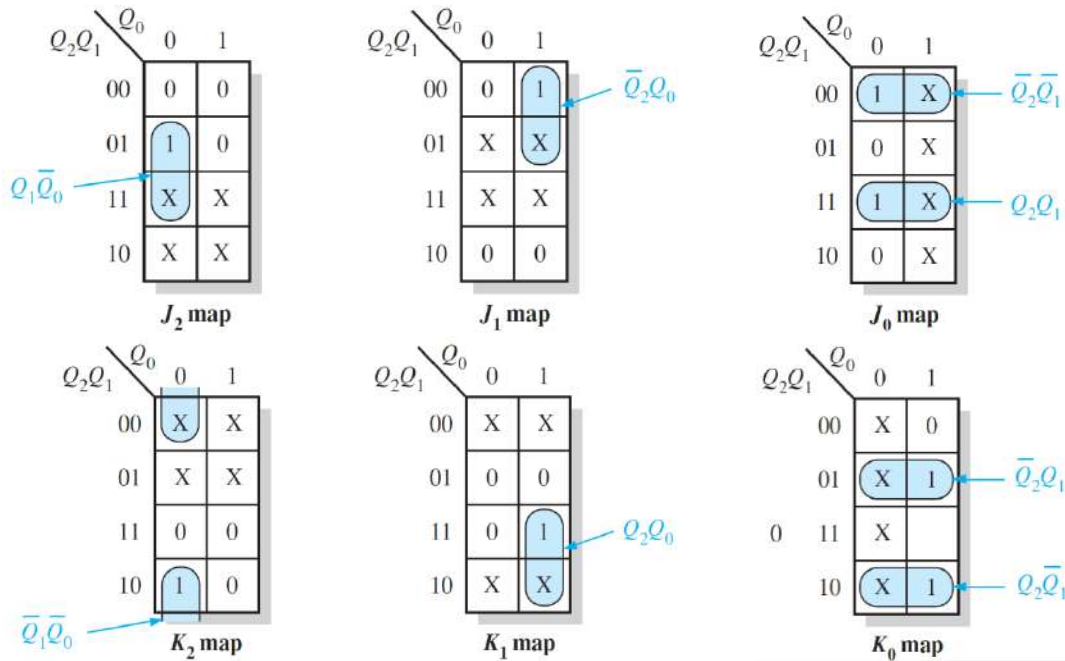 Q₀
Q₂Q₁ 0 1
00 0 0
01 1 0
11 X X
10 X X
Q₁Q̅₀
J₂ map
Q₀
Q₂Q₁ 0 1
00 0 1
01 X X
11 X X
10 0 0
Q̅₂Q₀
J₁ map
Q₀
Q₂Q₁ 0 1
00 1 X
01 0 X
11 1 X
10 0 X
Q̅₂Q̅₁
Q₂Q₁
J₀ map
Q₀
Q₂Q₁ 0 1
00 X X
01 X X
11 0 0
10 1 0
Q̅₁Q̅₀
K₂ map
Q₀
Q₂Q₁ 0 1
00 X X
01 0 0
11 0 1
10 X X
Q₂Q₀
K₁ map
Q₀
Q₂Q₁ 0 1
00 X 0
01 X 1
0 11 X
10 X 1
Q̅₂Q₁
Q₂Q̅₁
K₀ map